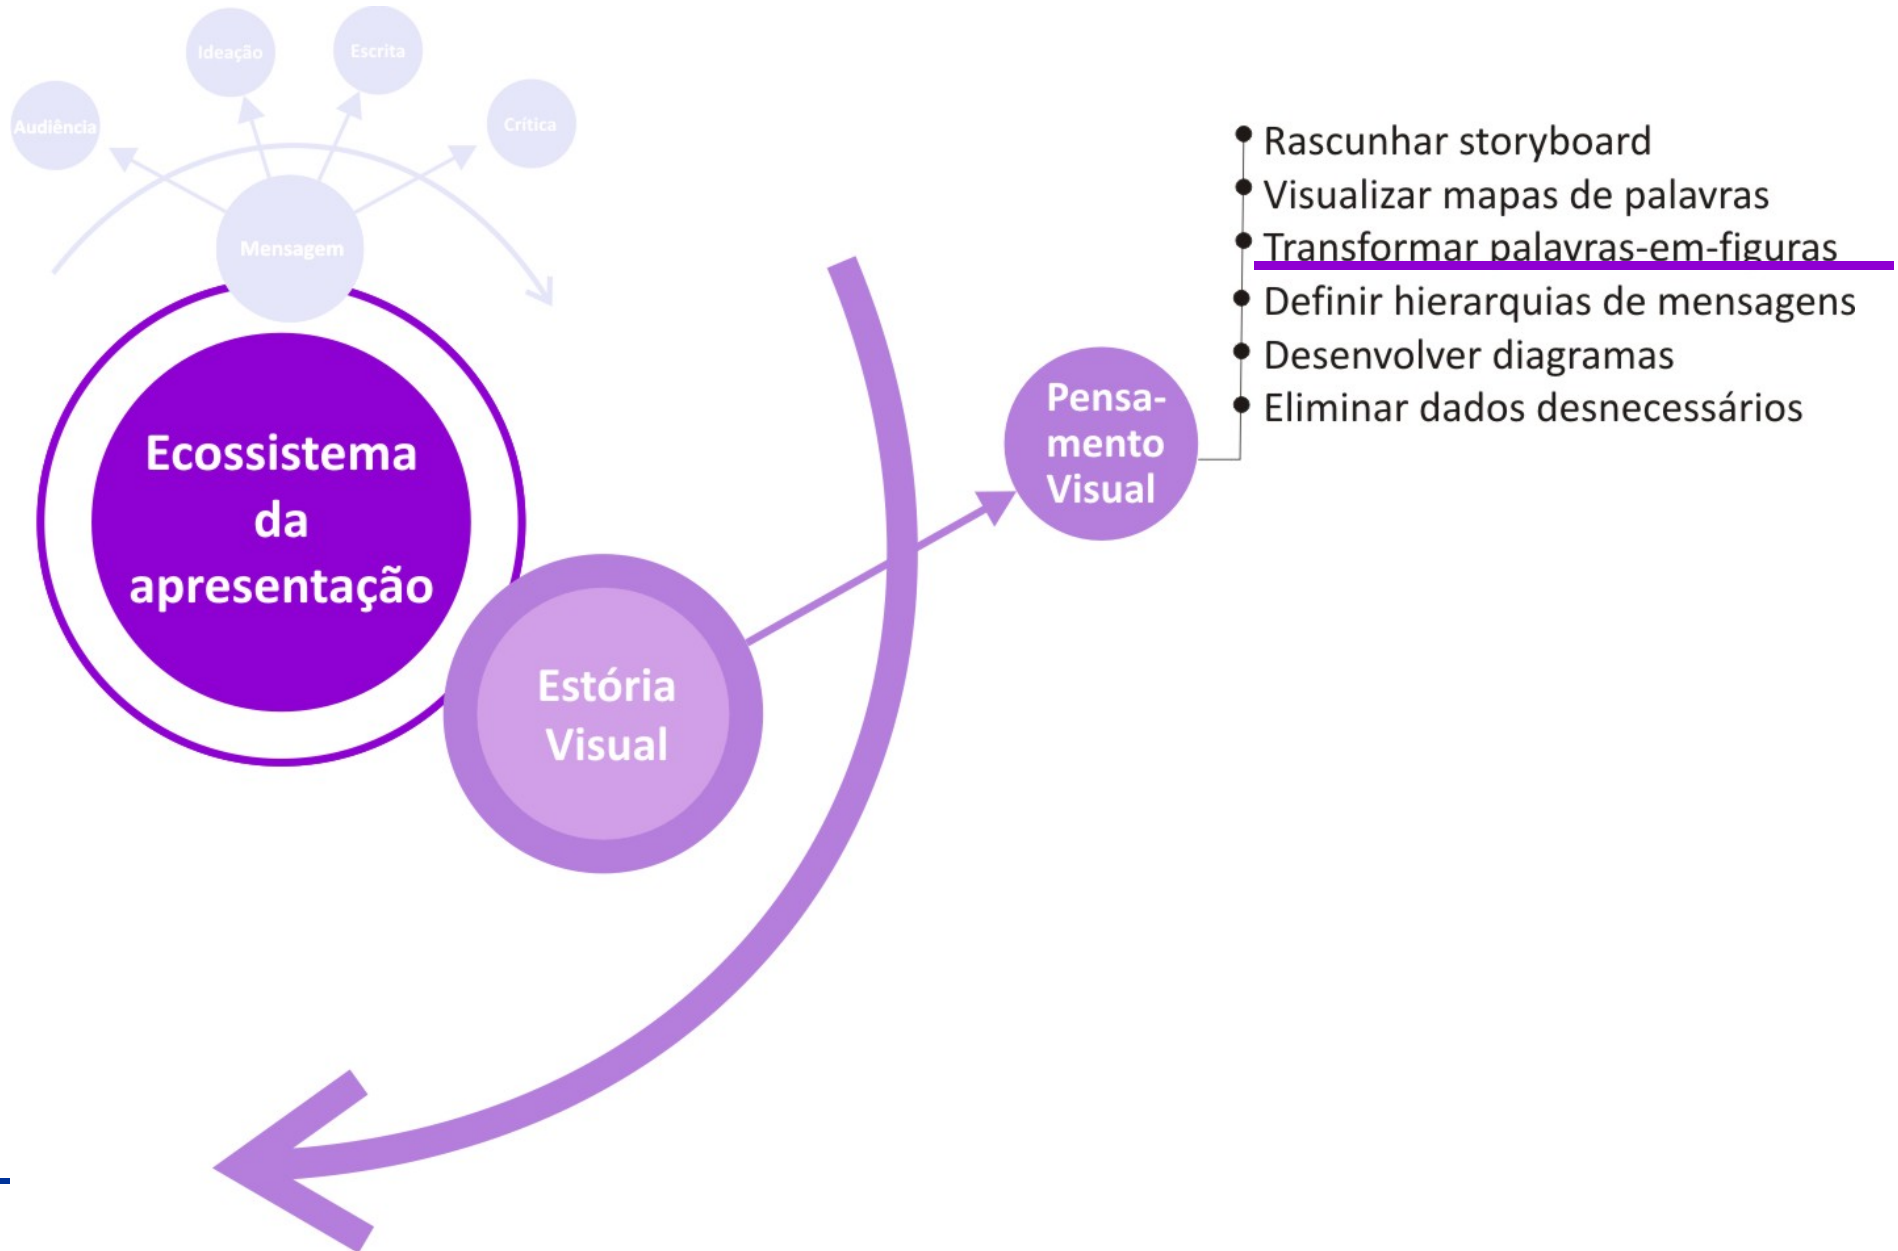 Ideação
Escrita
Audiência
Crítica
Mensagem
Ecossistema
da
apresentação
Estória
Visual
Pensa-
mento
Visual
Rascunhar storyboard
Visualizar mapas de palavras
Transformar palavras-em-figuras
Definir hierarquias de mensagens
Desenvolver diagramas
Eliminar dados desnecessários